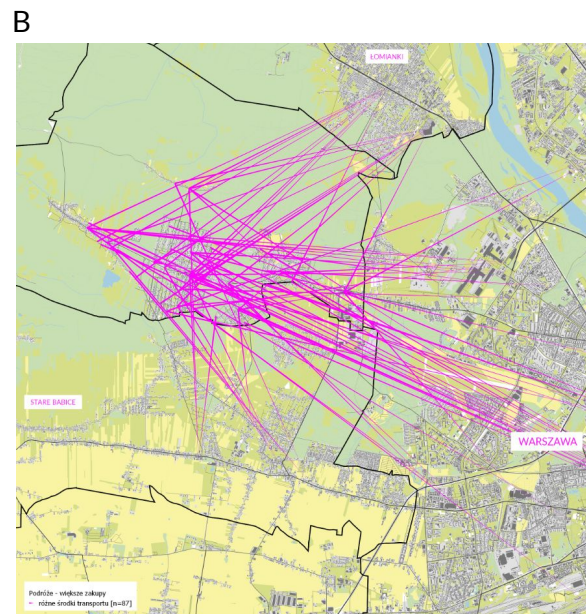 B
ŁOMIANKI
STARE BABICE
WARSZAWA
Podróże - większe zakupy
różne środki transportu [n=87]